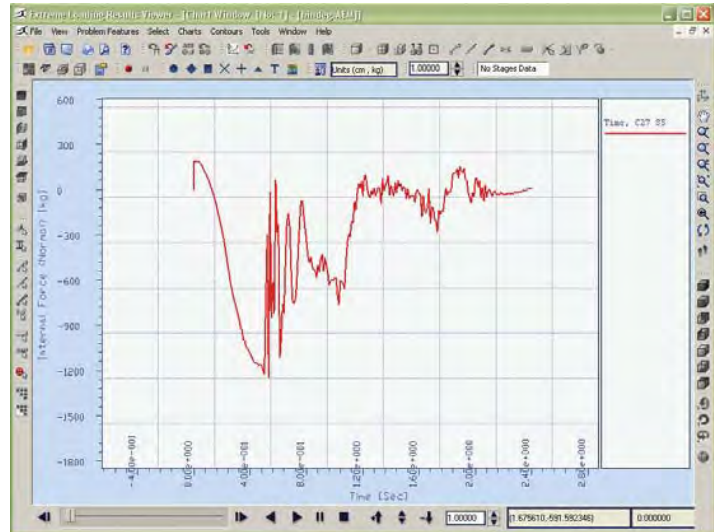 Extreme Loading Results Viewer - [Chart Window [No: 1] - [bindeg.AEM]]
File View Problem Features Select Charts Contours Tools Window Help
Units (cm , kg) 1.00000 No Stages Data
600
300
0
-300
-600
-900
-1200
-1500
-1800
Internal Force (Normal) [kg]
-4.00e-001
0.00e+000
4.00e-001
8.00e-001
1.20e+000
1.60e+000
2.00e+000
2.40e+000
2.80e+000
Time [Sec]
Time, C27 05
1.00000 (1.675610,-591.592346) 0.000000